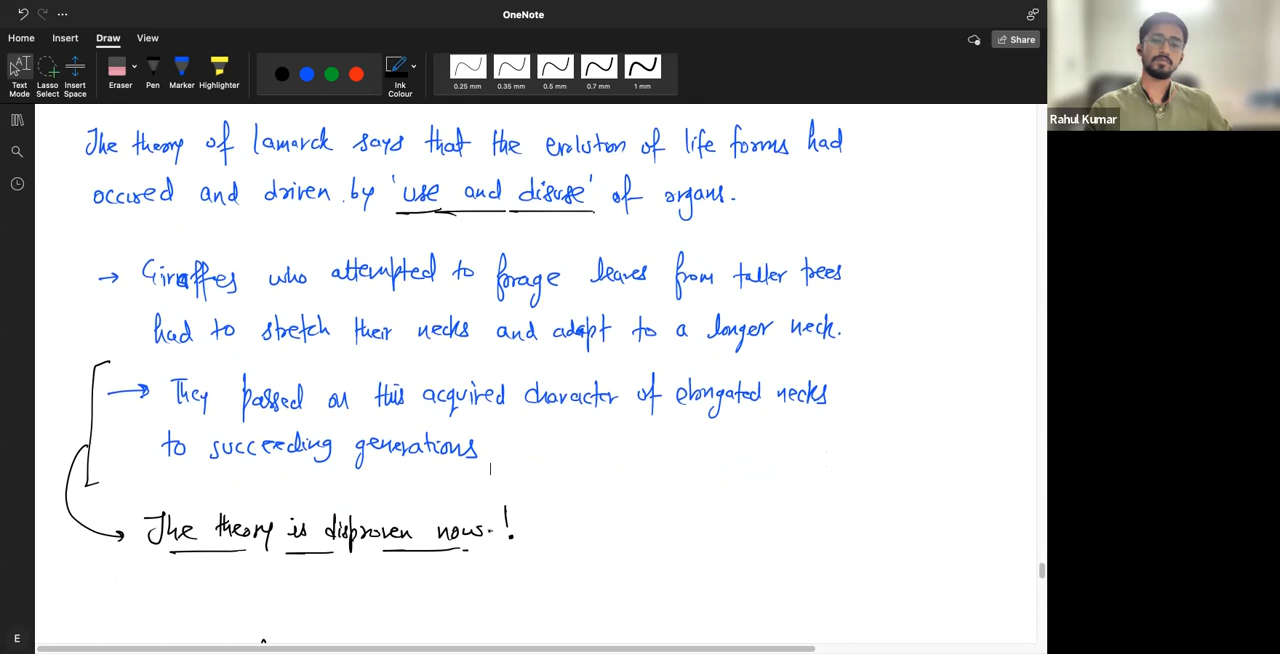 OneNote
Home Insert Draw View
Share
Text Mode
Lasso Select
Insert Space
Eraser
Pen
Marker
Highlighter
Ink Colour
0.25 mm
0.35 mm
0.5 mm
0.7 mm
1 mm
Rahul Kumar
The theory of Lamarck says that the evolution of life forms had
occured and driven by 'use and disuse' of organs.
→ Giraffes who attempted to forage leaves from taller trees
had to stretch their necks and adapt to a longer neck.
→ They passed on this acquired character of elongated necks
to succeeding generations
→ The theory is disproven now.!
E